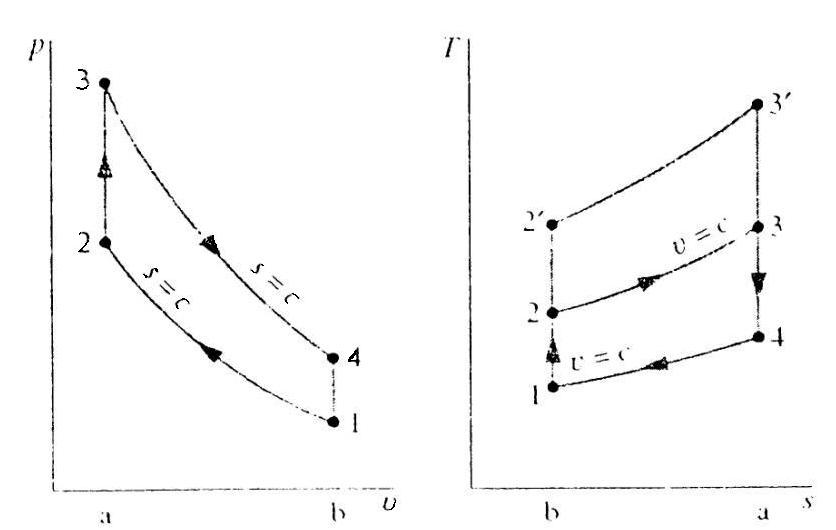 p
3
2
s = c
s = c
4
1
a
b
υ
T
3′
2′
υ = c
3
2
υ = c
4
1
b
a
s